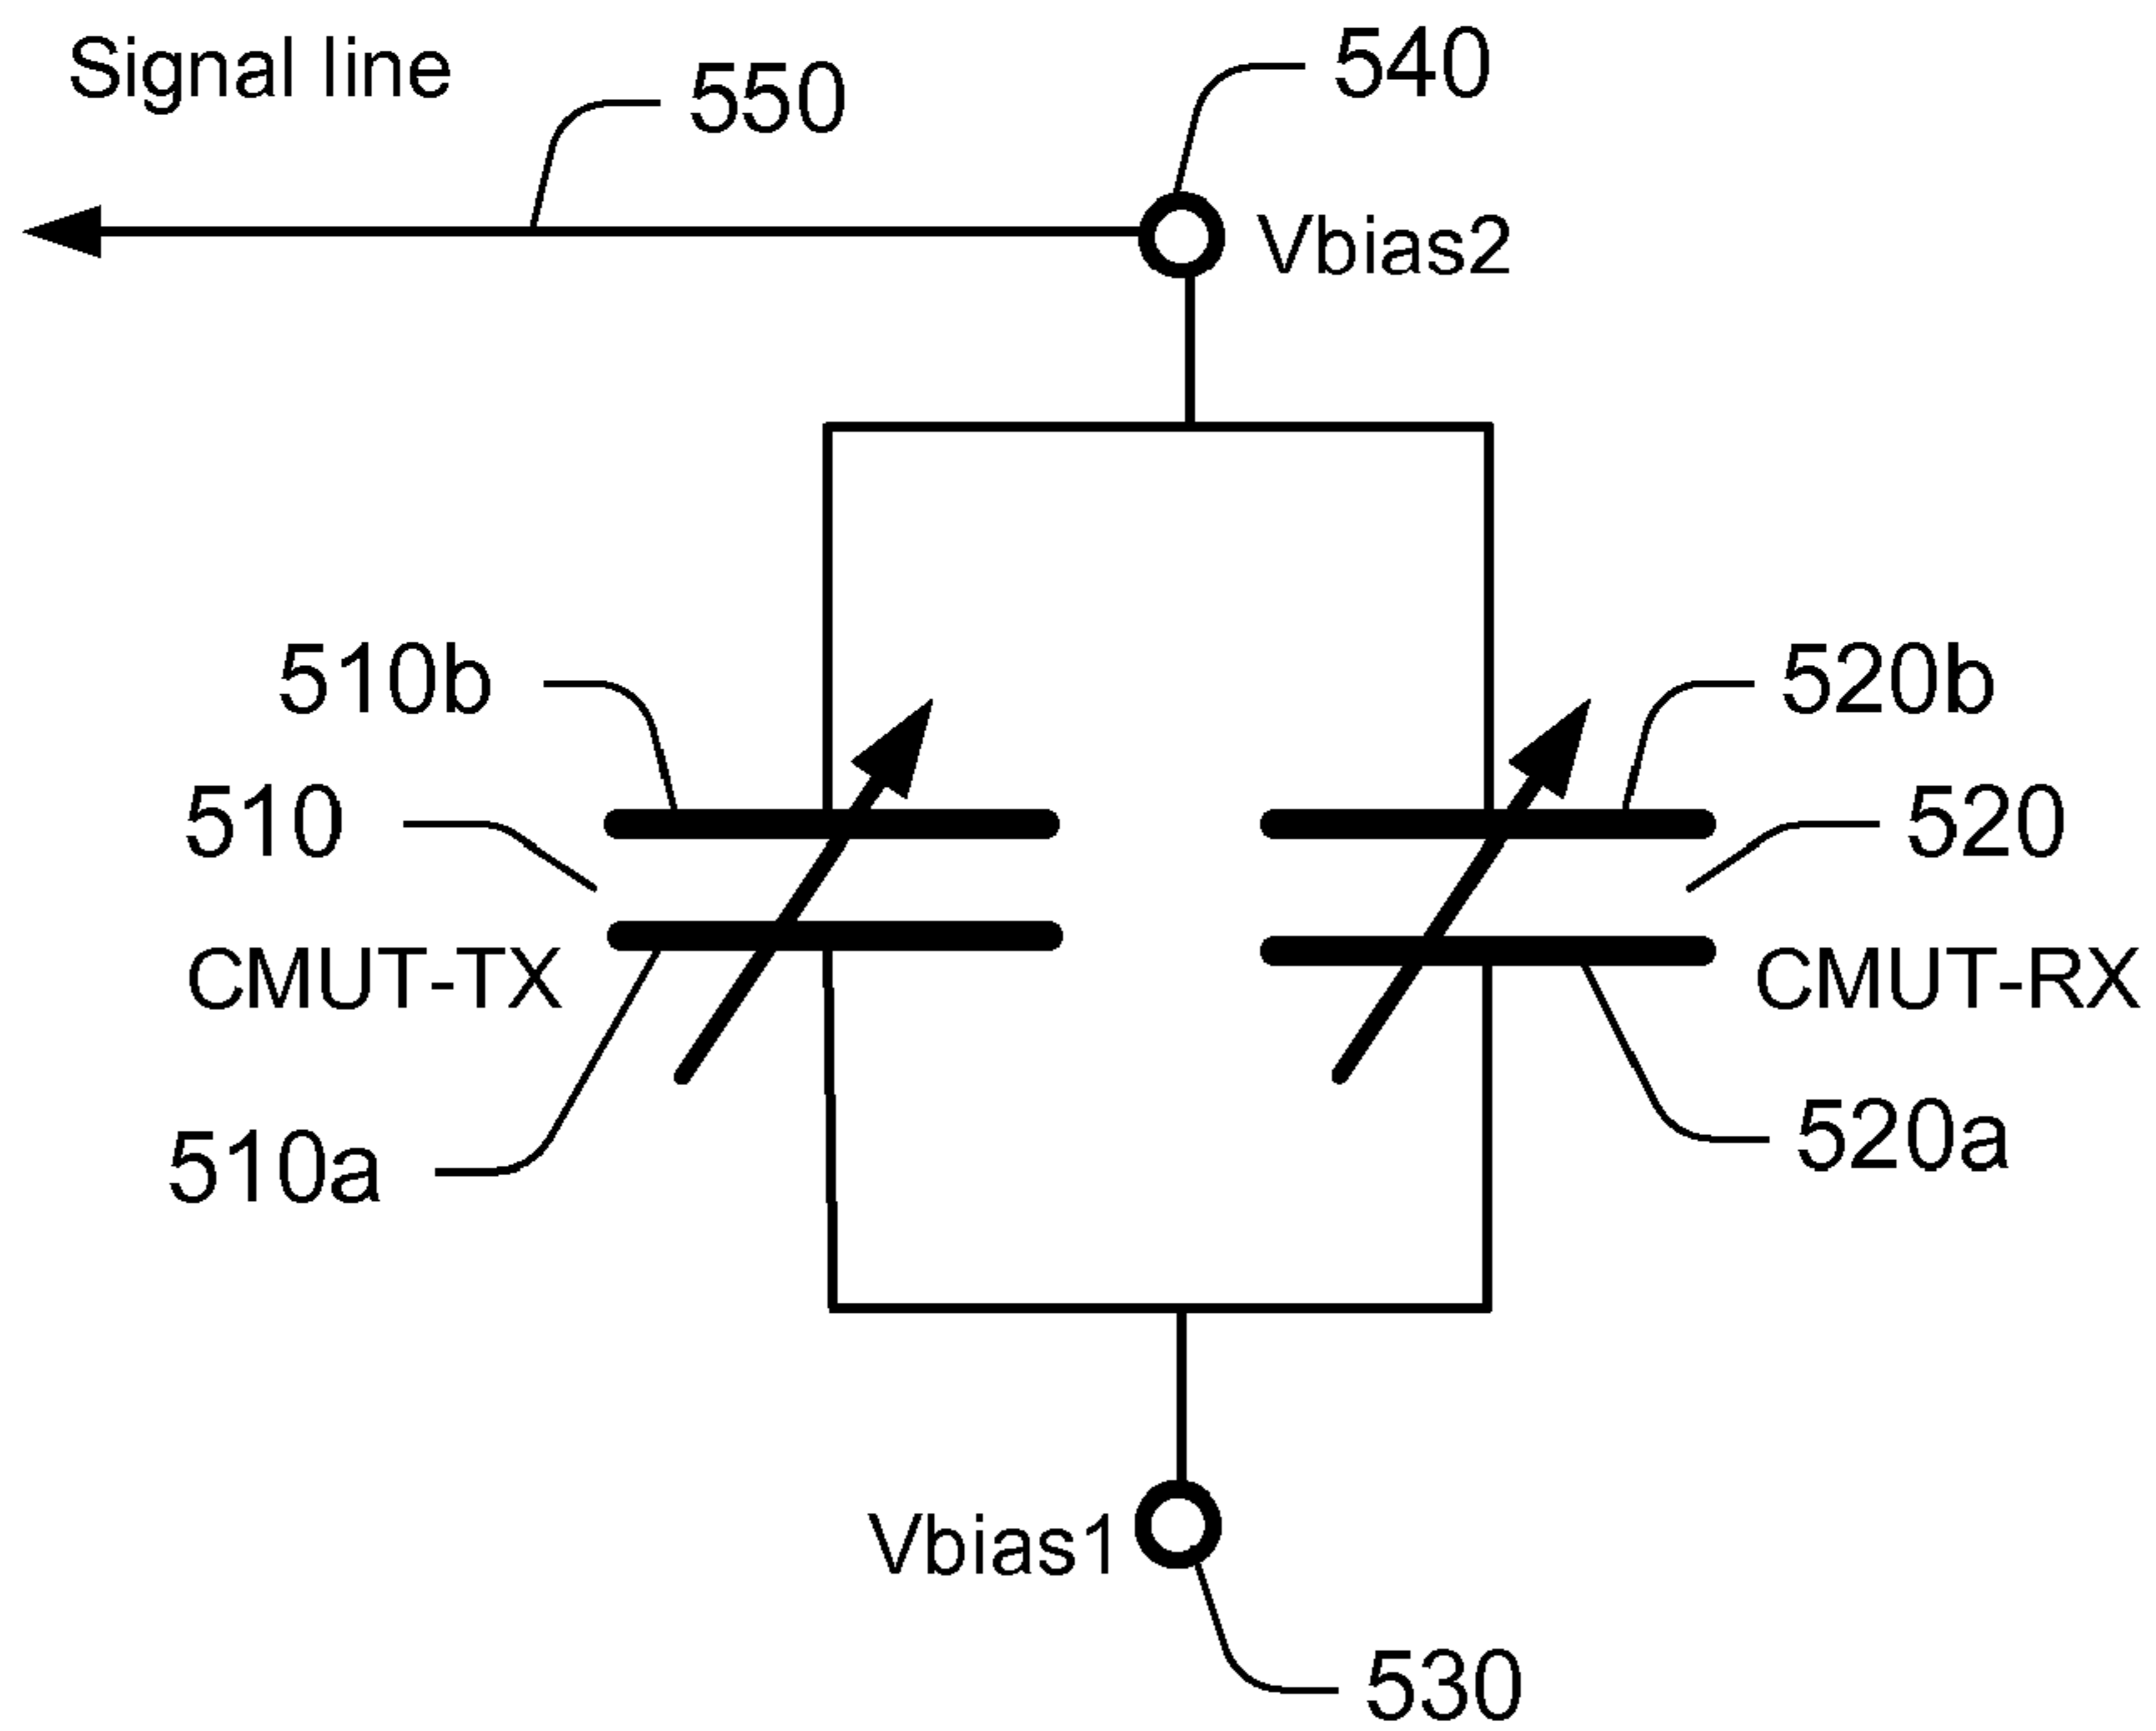 Signal line
550
540
Vbias2
510b
520b
510
520
CMUT-TX
CMUT-RX
510a
520a
Vbias1
530